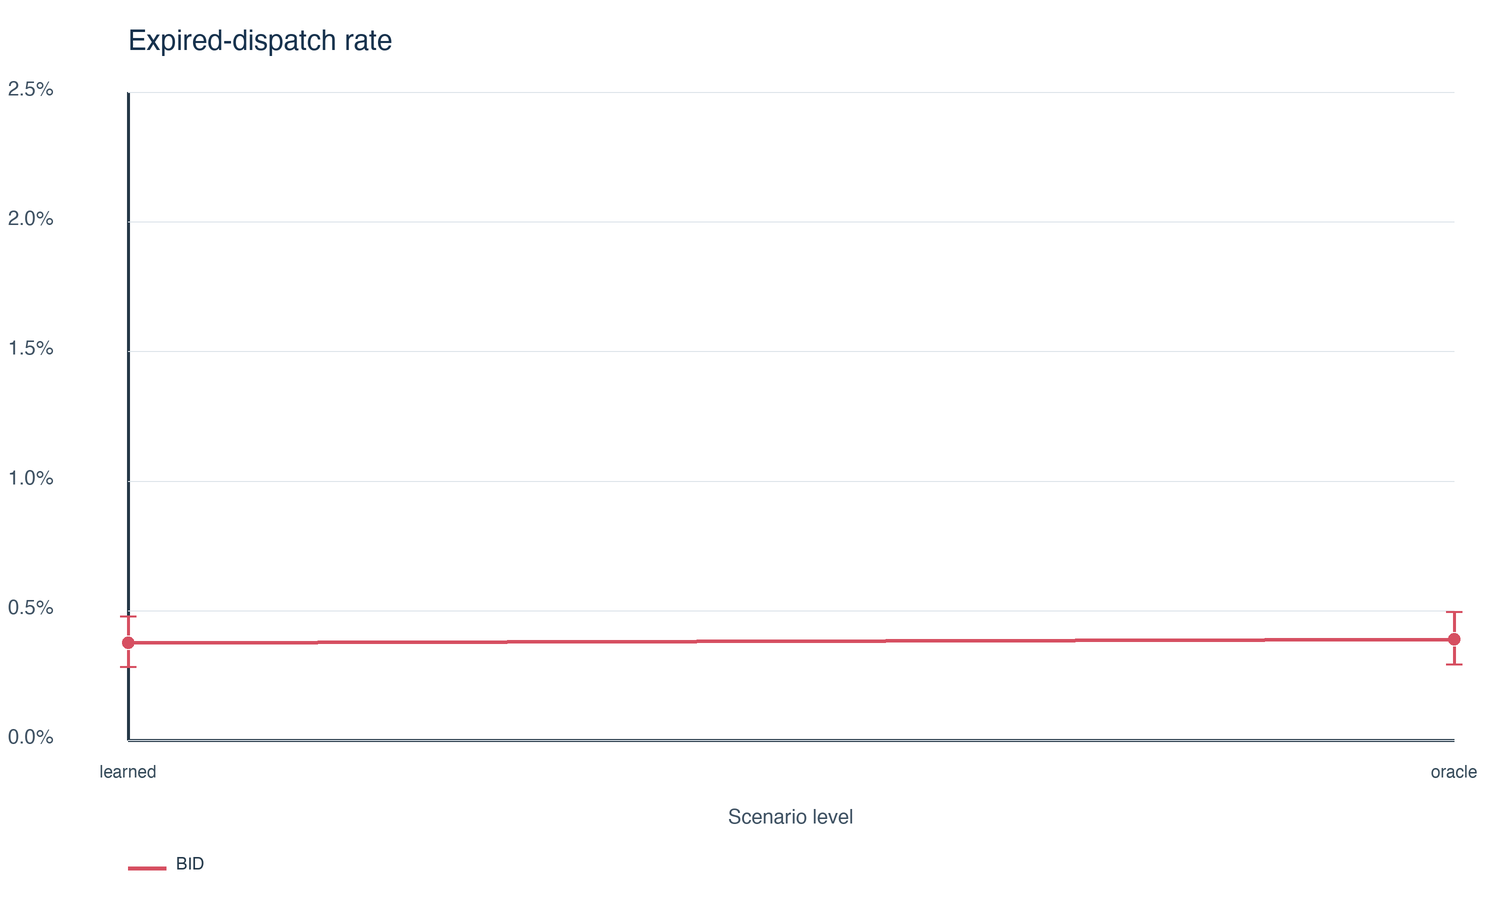 Expired-dispatch rate
2.5%
2.0%
1.5%
1.0%
0.5%
0.0%
learned
oracle
Scenario level
BID